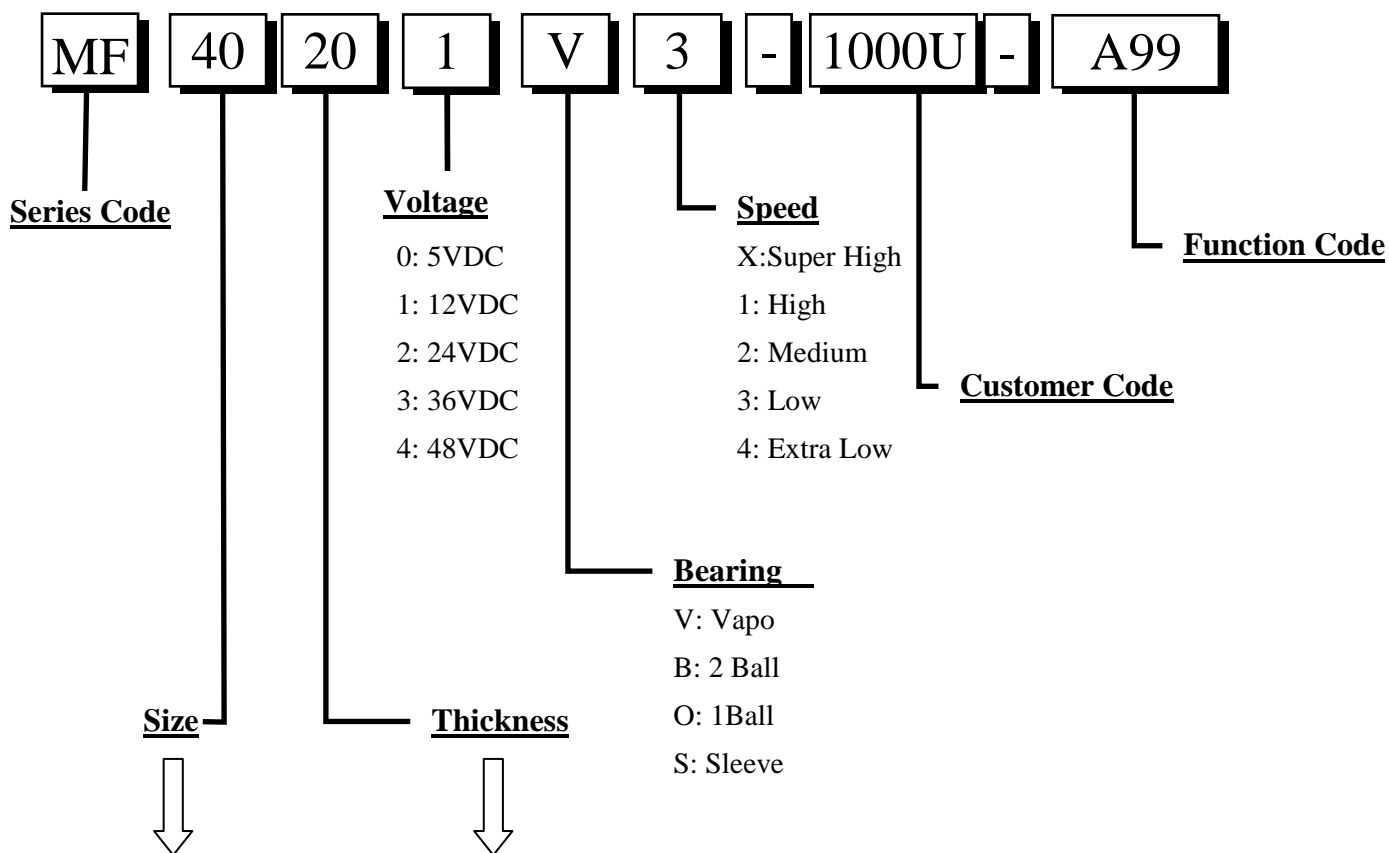 MF 40 20 1 V 3 - 1000U - A99
Series Code
Voltage
0: 5VDC
1: 12VDC
2: 24VDC
3: 36VDC
4: 48VDC
Speed
X:Super High
1: High
2: Medium
3: Low
4: Extra Low
Function Code
Customer Code
Bearing
V: Vapo
B: 2 Ball
O: 1Ball
S: Sleeve
Size
Thickness